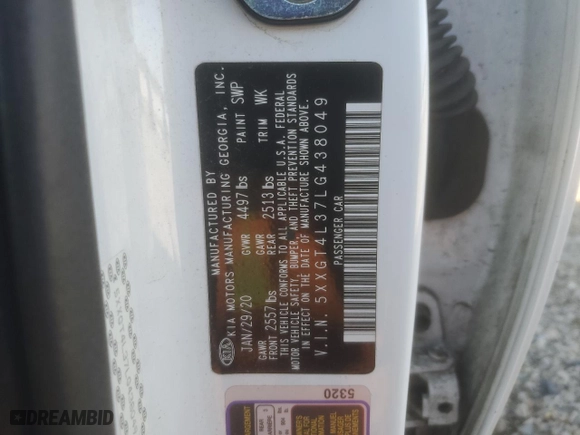 MANUFACTURED BY
KIA MOTORS MANUFACTURING GEORGIA, INC.
JAN/29/20 GVWR 4497lbs PAINT SWP
GAWR FRONT 2557lbs GAWR REAR 2513lbs TRIM WK
THIS VEHICLE CONFORMS TO ALL APPLICABLE U.S.A. FEDERAL
MOTOR VEHICLE SAFETY, BUMPER, AND THEFT PREVENTION STANDARDS
IN EFFECT ON THE DATE OF MANUFACTURE SHOWN ABOVE.
V.I.N. 5XXGT4L37LG438049
PASSENGER CAR
KIA
5320
DREAMBID